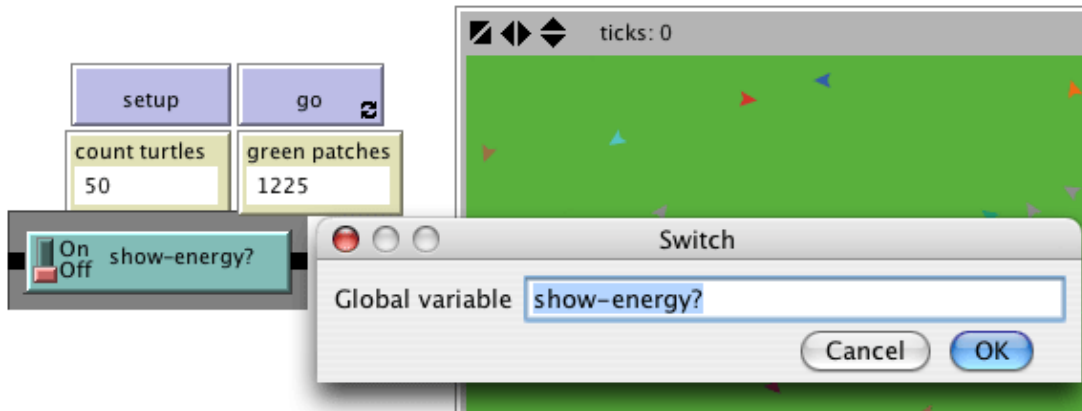 ticks: 0
setup
go
count turtles
50
green patches
1225
On
Off
show-energy?
Switch
Global variable
show-energy?
Cancel
OK